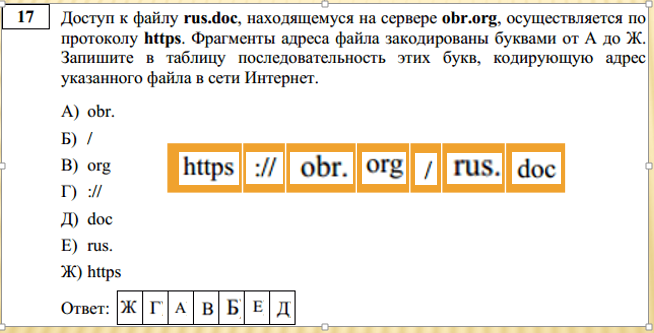 17
Доступ к файлу rus.doc, находящемуся на сервере obr.org, осуществляется по
протоколу https. Фрагменты адреса файла закодированы буквами от А до Ж.
Запишите в таблицу последовательность этих букв, кодирующую адрес
указанного файла в сети Интернет.
А) obr.
Б) /
В) org
Г) ://
Д) doc
Е) rus.
Ж) https
https :// obr. org / rus. doc
Ответ: Ж Г А В Б Е Д